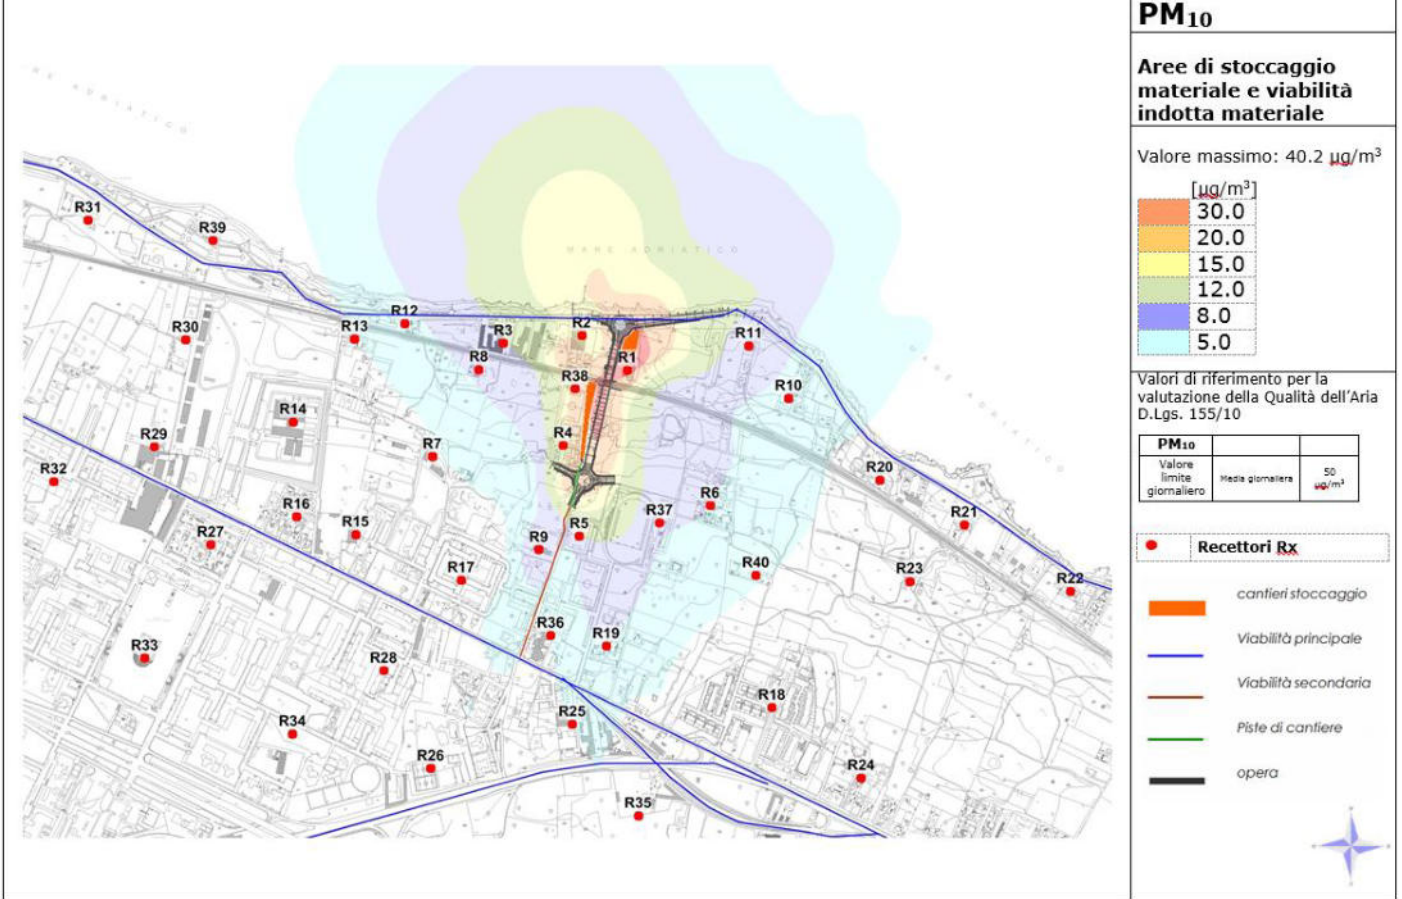 PM10
Aree di stoccaggio
materiale e viabilità
indotta materiale
Valore massimo: 40.2 µg/m³
[µg/m³]
30.0
20.0
15.0
12.0
8.0
5.0
Valori di riferimento per la
valutazione della Qualità dell'Aria
D.Lgs. 155/10
PM10
Valore
limite
giornaliero
Media giornaliera
50
µg/m³
Recettori Rx
cantieri stoccaggio
Viabilità principale
Viabilità secondaria
Piste di cantiere
opera
MARE ADRIATICO
R31
R39
R12
R13
R30
R3
R2
R11
R8
R1
R38
R10
R14
R4
R7
R29
R32
R20
R6
R16
R37
R21
R15
R5
R27
R9
R40
R23
R17
R22
R36
R19
R33
R28
R18
R25
R34
R26
R24
R35